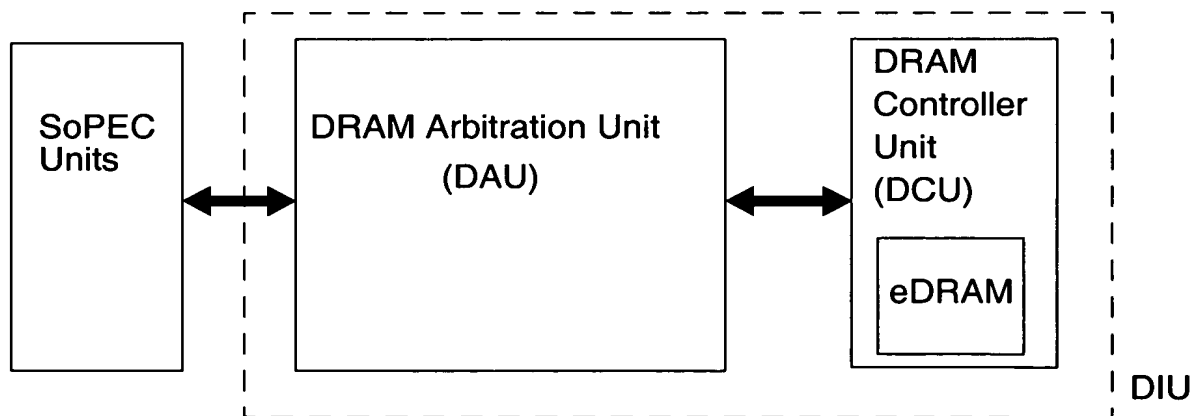 SoPEC
Units
DRAM Arbitration Unit
(DAU)
DRAM
Controller
Unit
(DCU)
eDRAM
DIU